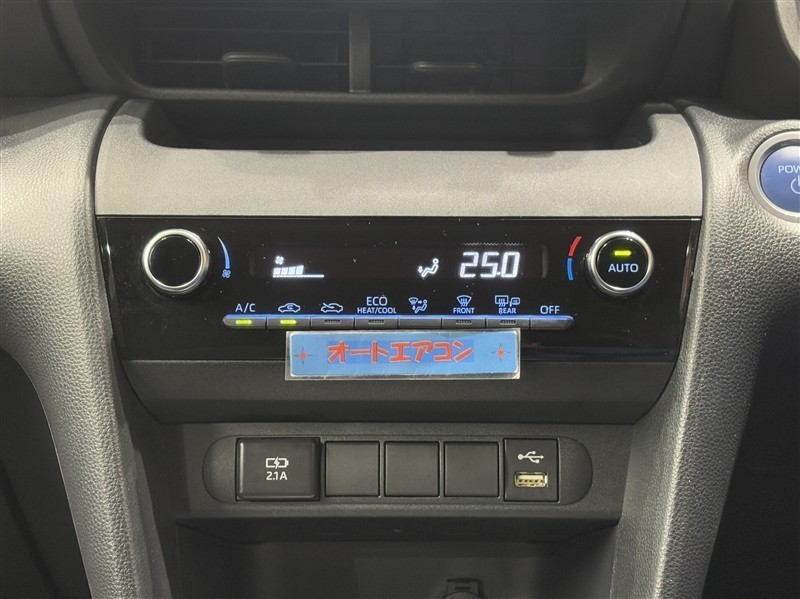 POW
25.0
AUTO
A/C
ECO
HEAT/COOL
FRONT
REAR
OFF
オートエアコン
2.1A